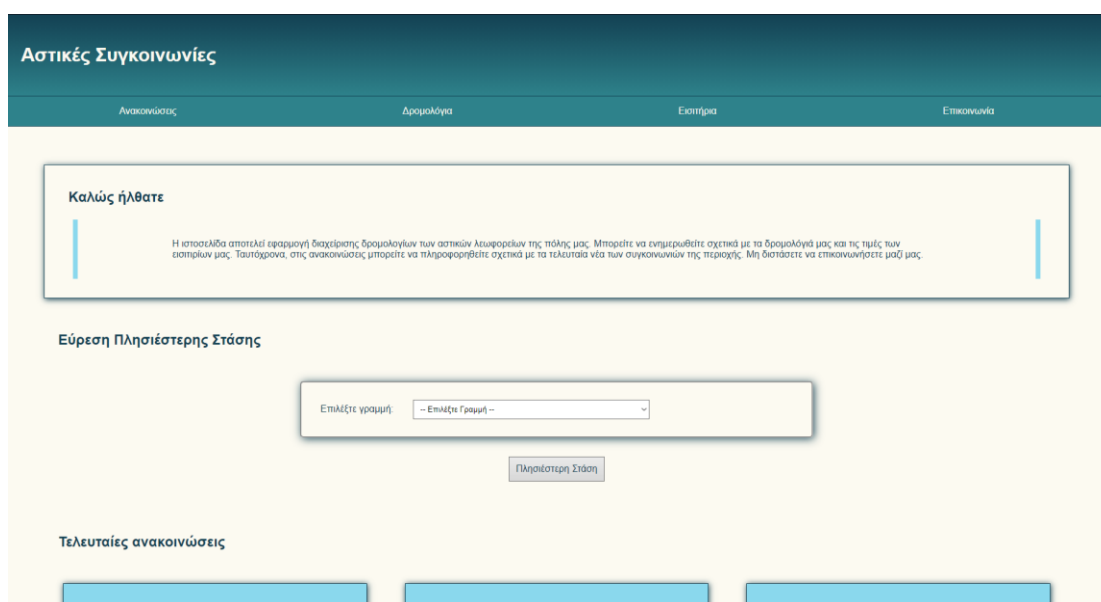 Αστικές Συγκοινωνίες
Ανακοινώσεις Δρομολόγια Εισιτήρια Επικοινωνία
Καλώς ήλθατε
Η ιστοσελίδα αποτελεί εφαρμογή διαχείρισης δρομολογίων των αστικών λεωφορείων της πόλης μας. Μπορείτε να ενημερωθείτε σχετικά με τα δρομολόγιά μας και τις τιμές των
εισιτηρίων μας. Ταυτόχρονα, στις ανακοινώσεις μπορείτε να πληροφορηθείτε σχετικά με τα τελευταία νέα των συγκοινωνιών της περιοχής. Μη διστάσετε να επικοινωνήσετε μαζί μας.
Εύρεση Πλησιέστερης Στάσης
Επιλέξτε γραμμή: -- Επιλέξτε Γραμμή --
Πλησιέστερη Στάση
Τελευταίες ανακοινώσεις